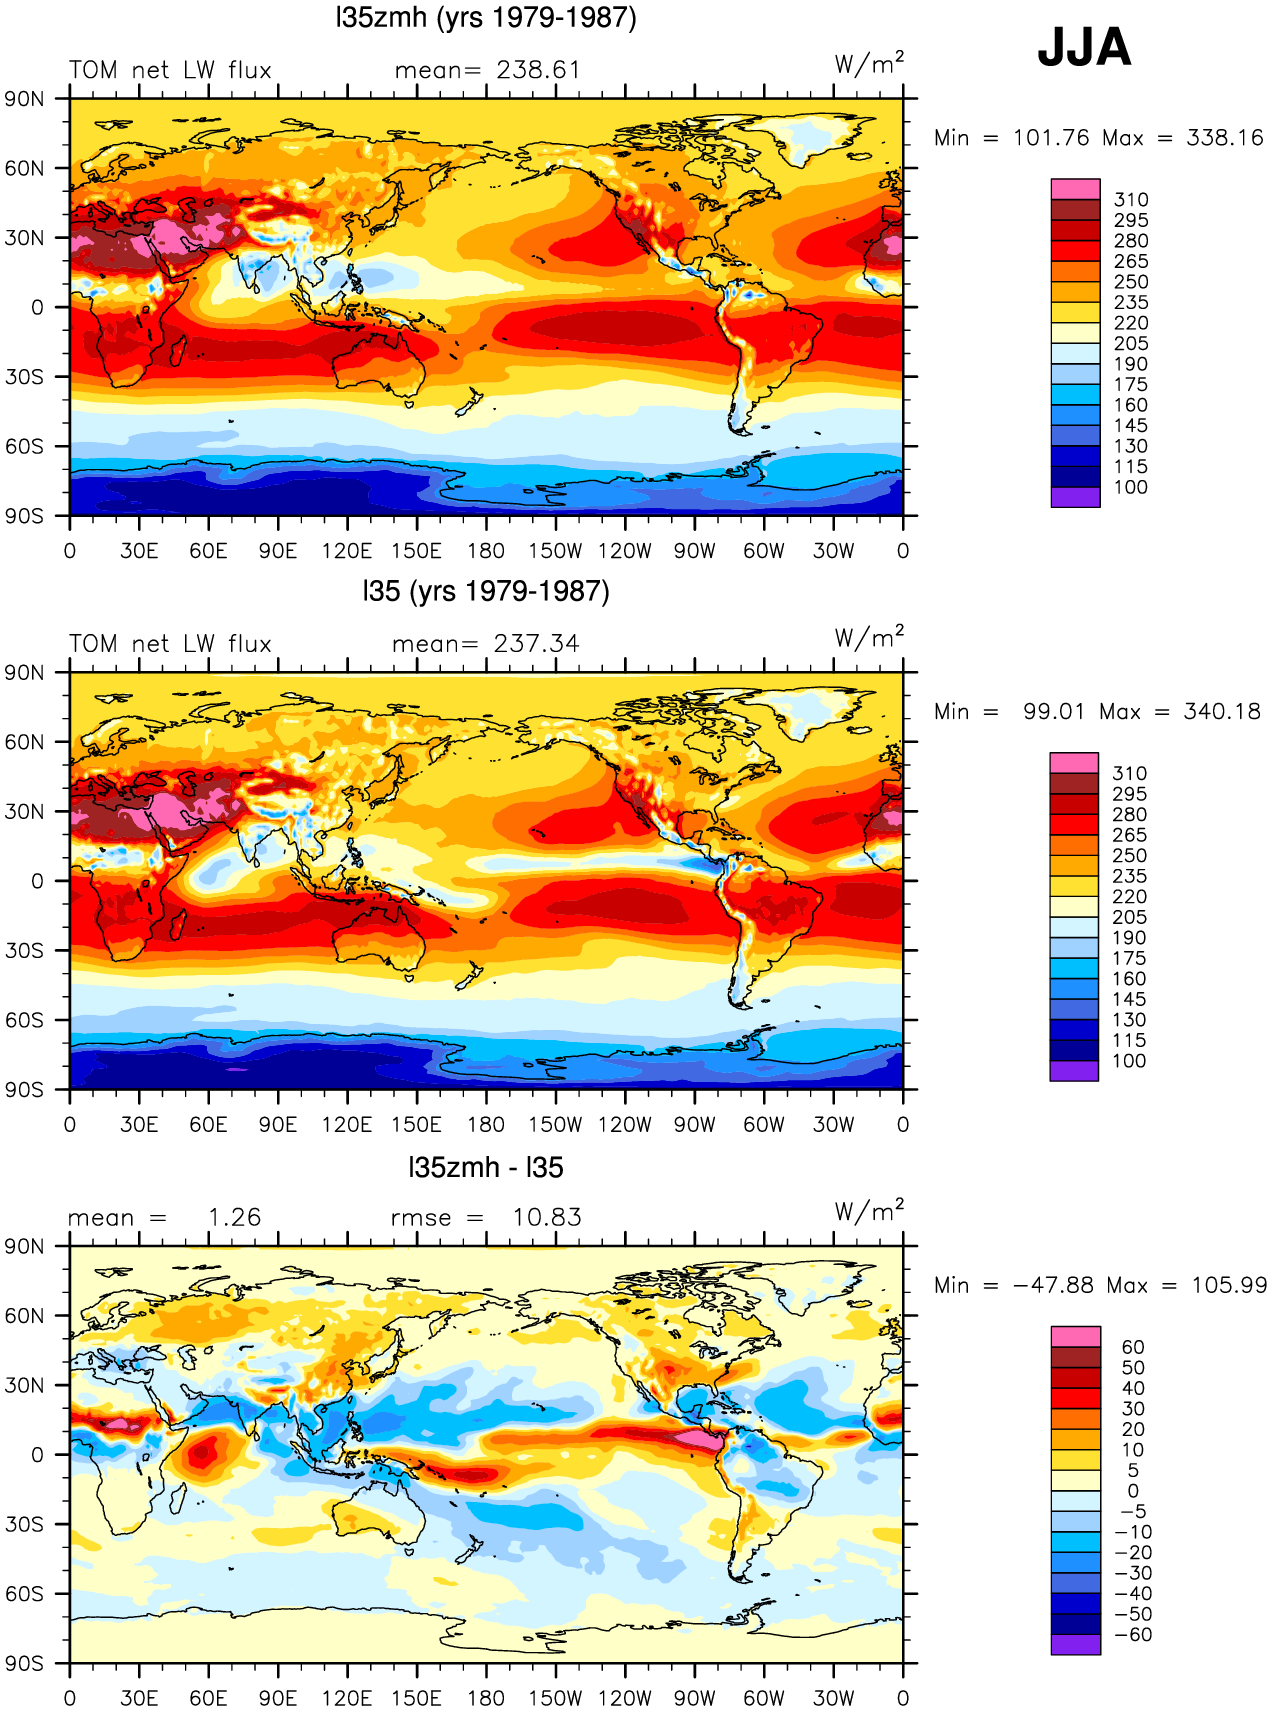 l35zmh (yrs 1979-1987)
JJA
TOM net LW flux mean= 238.61 W/m²
Min = 101.76 Max = 338.16
90N
60N
30N
0
30S
60S
90S
0 30E 60E 90E 120E 150E 180 150W 120W 90W 60W 30W 0
310
295
280
265
250
235
220
205
190
175
160
145
130
115
100
l35 (yrs 1979-1987)
TOM net LW flux mean= 237.34 W/m²
Min = 99.01 Max = 340.18
90N
60N
30N
0
30S
60S
90S
0 30E 60E 90E 120E 150E 180 150W 120W 90W 60W 30W 0
310
295
280
265
250
235
220
205
190
175
160
145
130
115
100
l35zmh - l35
mean = 1.26 rmse = 10.83 W/m²
Min = −47.88 Max = 105.99
90N
60N
30N
0
30S
60S
90S
0 30E 60E 90E 120E 150E 180 150W 120W 90W 60W 30W 0
60
50
40
30
20
10
5
0
−5
−10
−20
−30
−40
−50
−60